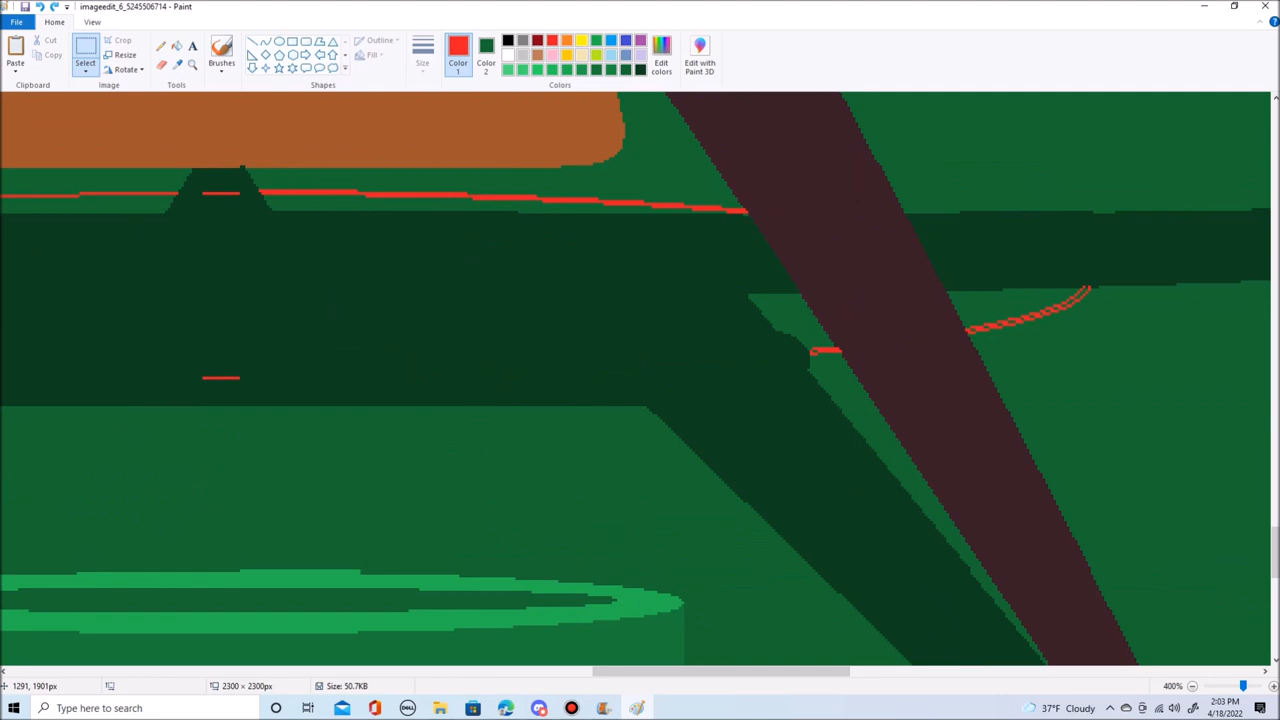 imageedit_6_5245506714 - Paint
File Home View
Paste
Cut
Copy
Clipboard
Select
Crop
Resize
Rotate
Image
A
Tools
Brushes
Outline
Fill
Shapes
Size
Color 1
Color 2
Edit colors
Colors
Edit with Paint 3D
1291, 1901px
2300 × 2300px
Size: 50.7KB
400%
Type here to search
DELL
37°F Cloudy
2:03 PM
4/18/2022